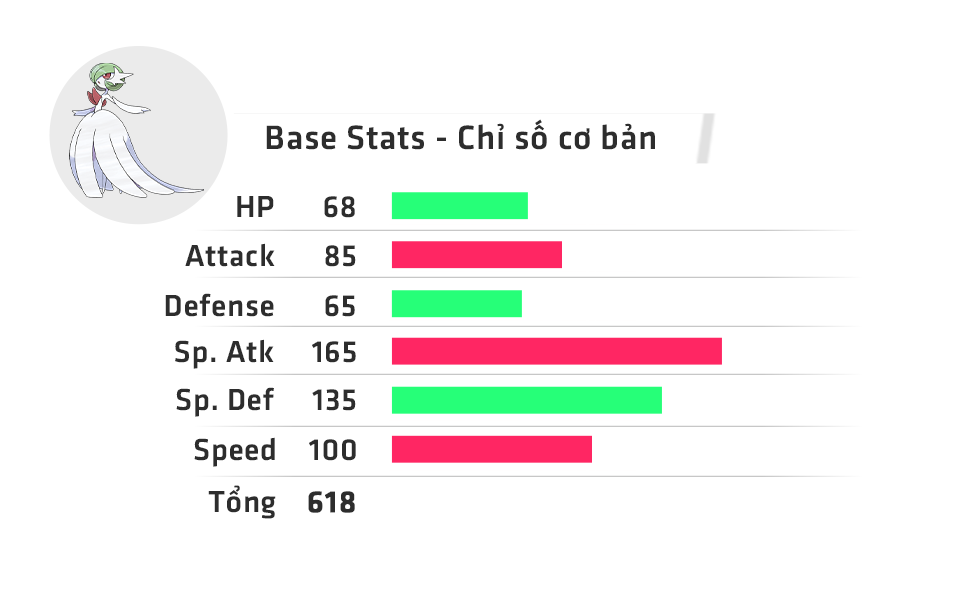 Base Stats - Chỉ số cơ bản
HP 68
Attack 85
Defense 65
Sp. Atk 165
Sp. Def 135
Speed 100
Tổng 618